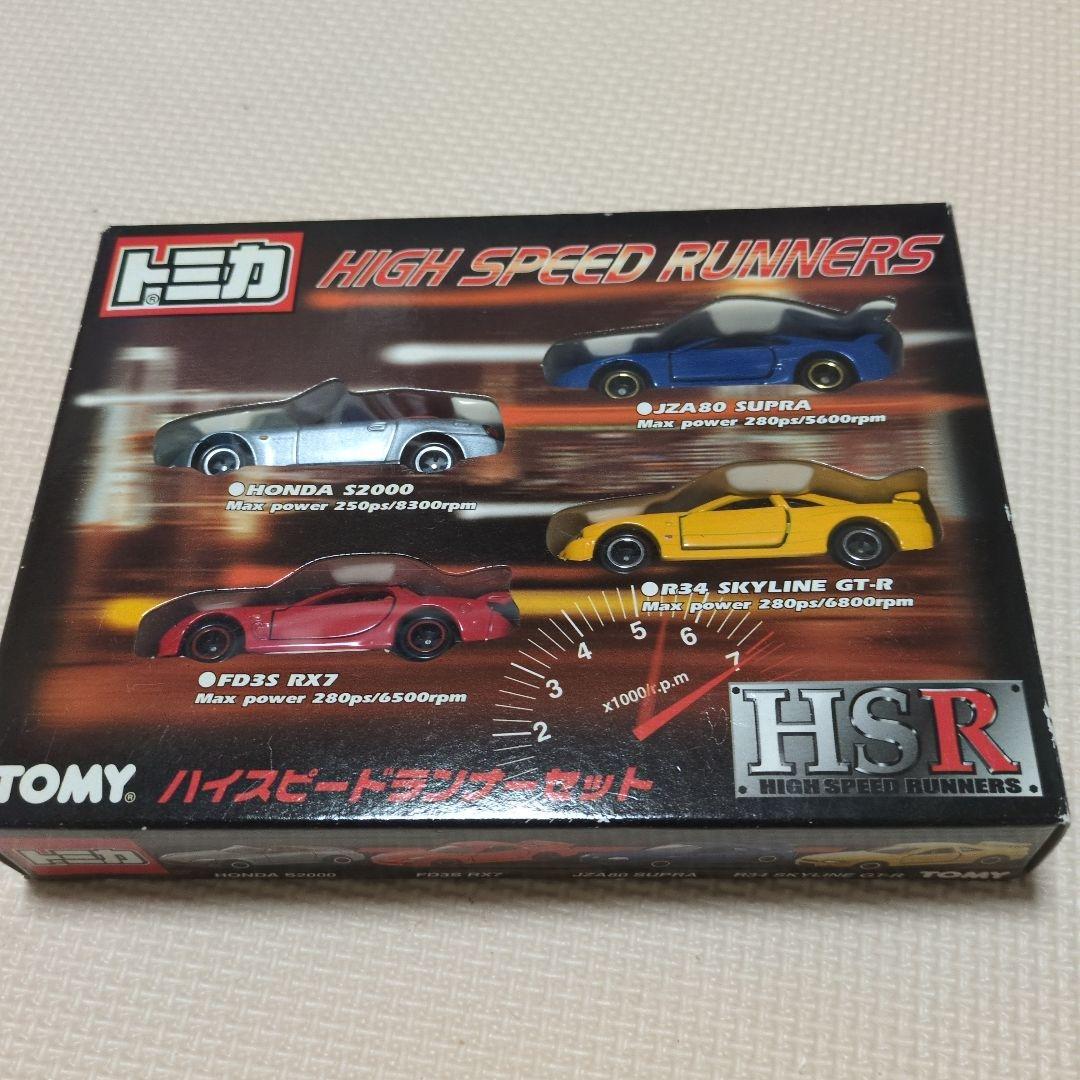 トミカ®
HIGH SPEED RUNNERS
●JZA80 SUPRA
Max power 280ps/5600rpm
●HONDA S2000
Max power 250ps/8300rpm
●R34 SKYLINE GT-R
Max power 280ps/6800rpm
●FD3S RX7
Max power 280ps/6500rpm
2 3 4 5 6 7
x1000/r.p.m
HSR
HIGH SPEED RUNNERS
TOMY® ハイスピードランナーセット
トミカ
HONDA S2000 FD3S RX7 JZA80 SUPRA R34 SKYLINE GT-R TOMY